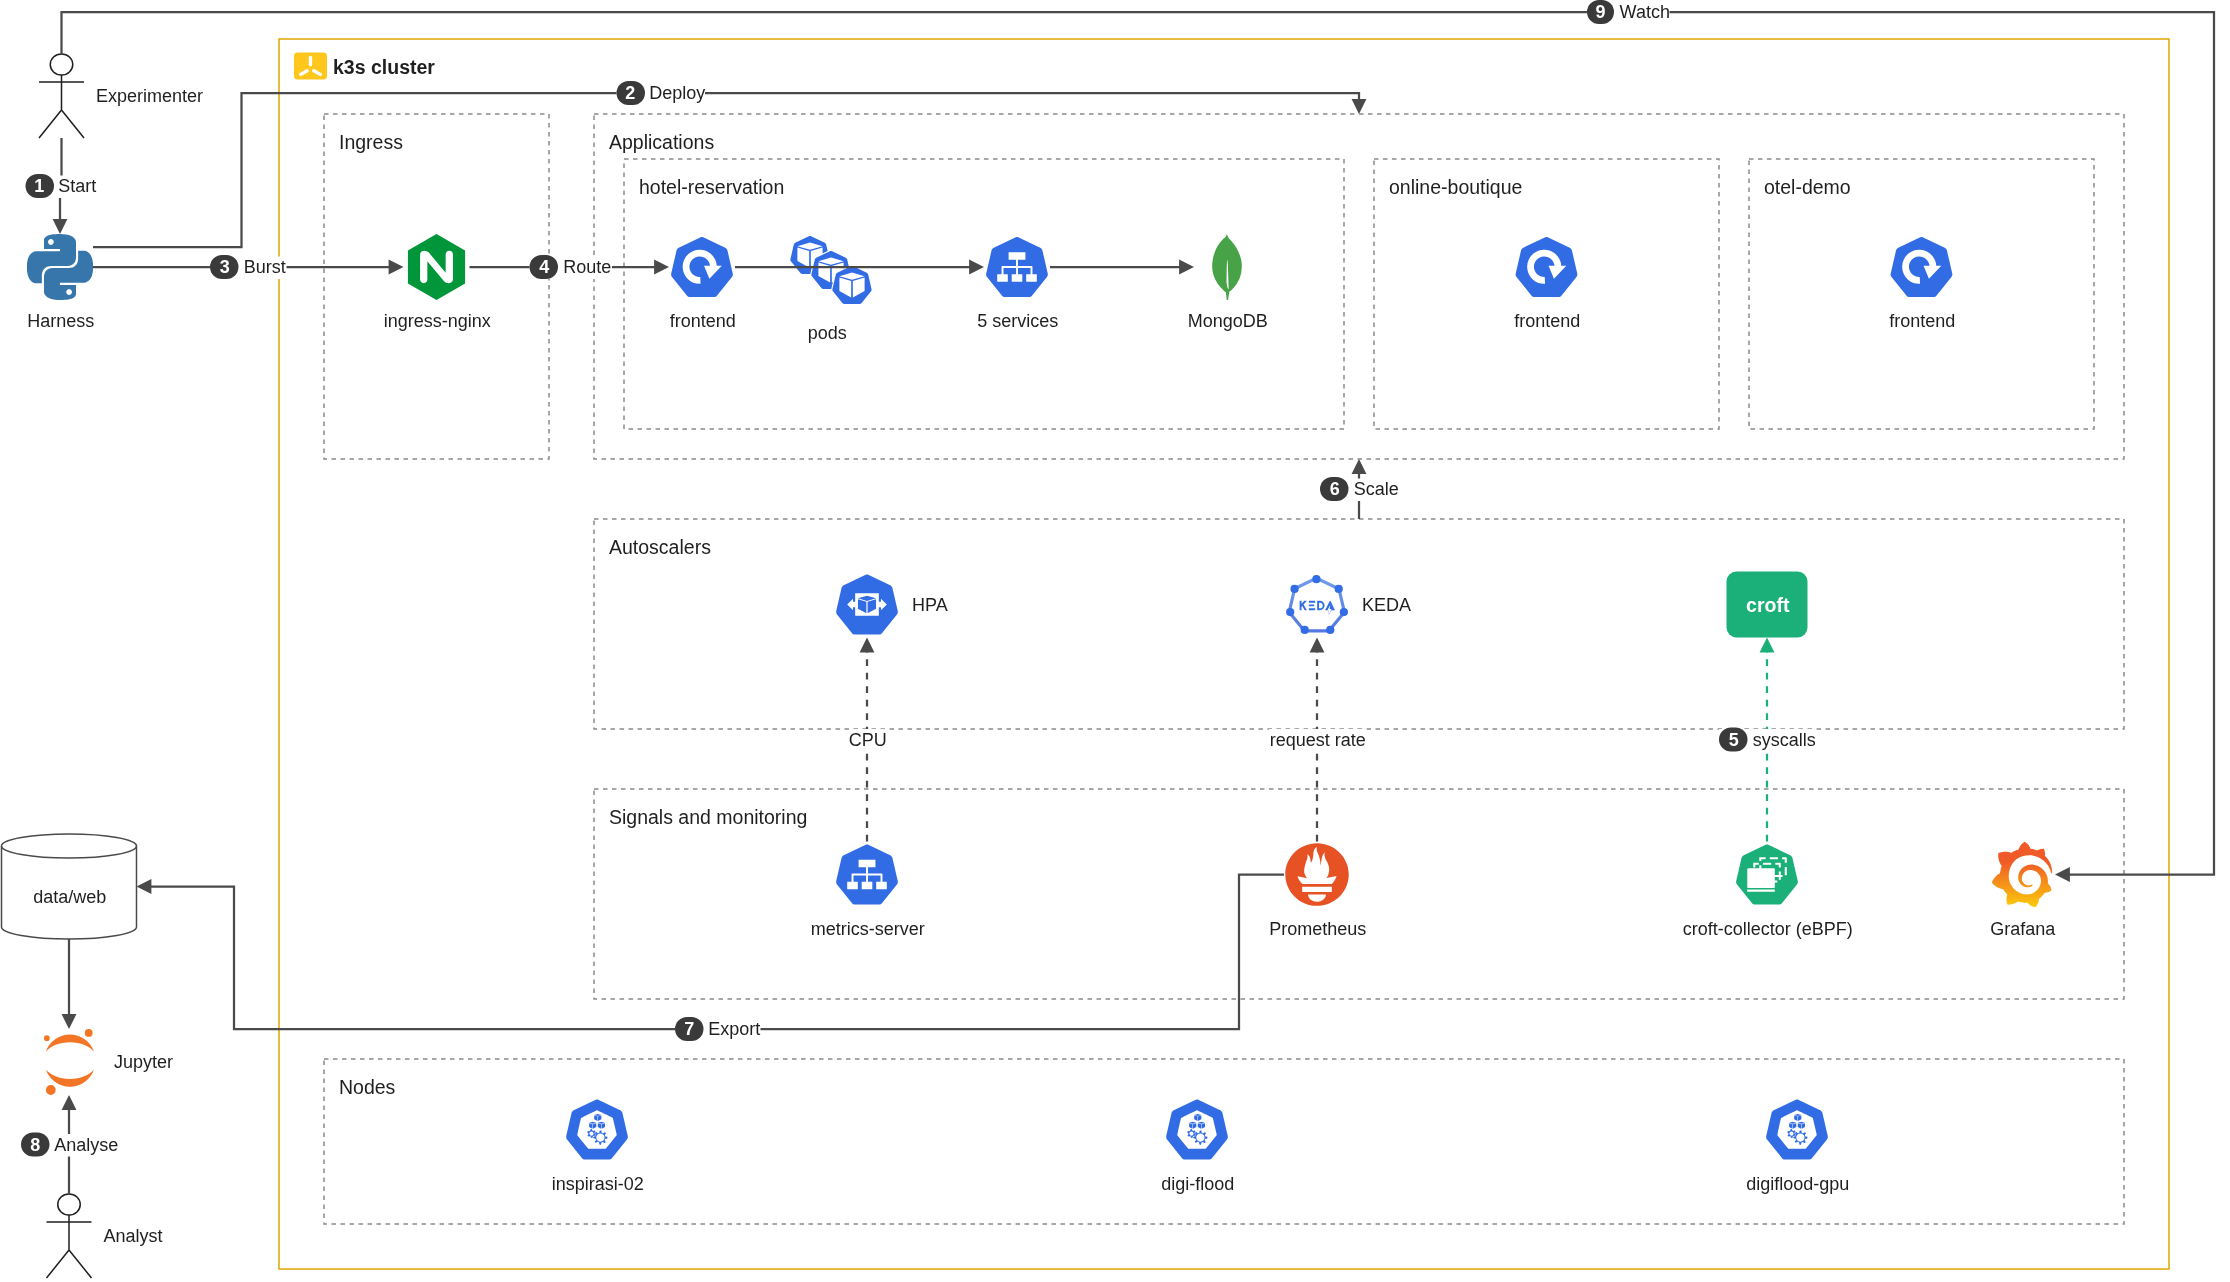 9 Watch
k3s cluster
2 Deploy
Experimenter
Ingress
Applications
1 Start
hotel-reservation
online-boutique
otel-demo
3 Burst
4 Route
Harness
ingress-nginx
frontend
pods
5 services
MongoDB
frontend
frontend
6 Scale
Autoscalers
HPA
KEDA
KEDA
croft
CPU
request rate
5 syscalls
Signals and monitoring
data/web
metrics-server
Prometheus
croft-collector (eBPF)
Grafana
7 Export
Jupyter
Nodes
8 Analyse
inspirasi-02
digi-flood
digiflood-gpu
Analyst